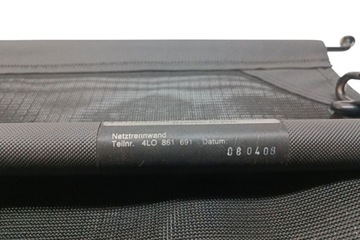 Netztrennwand
Teilnr. 4L0 861 691 Datum
080408